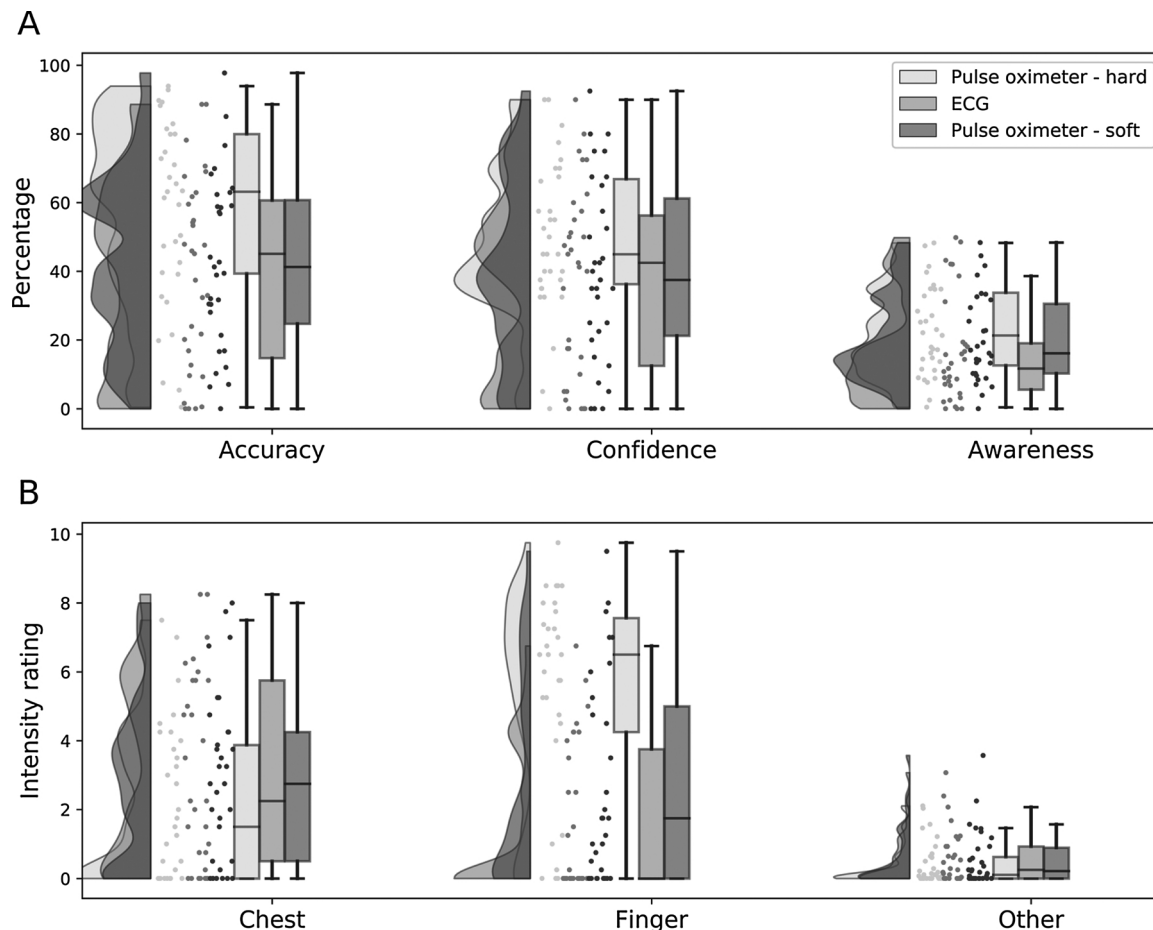 A
Percentage
100
80
60
40
20
0
Pulse oximeter - hard
ECG
Pulse oximeter - soft
Accuracy Confidence Awareness
B
Intensity rating
10
8
6
4
2
0
Chest Finger Other